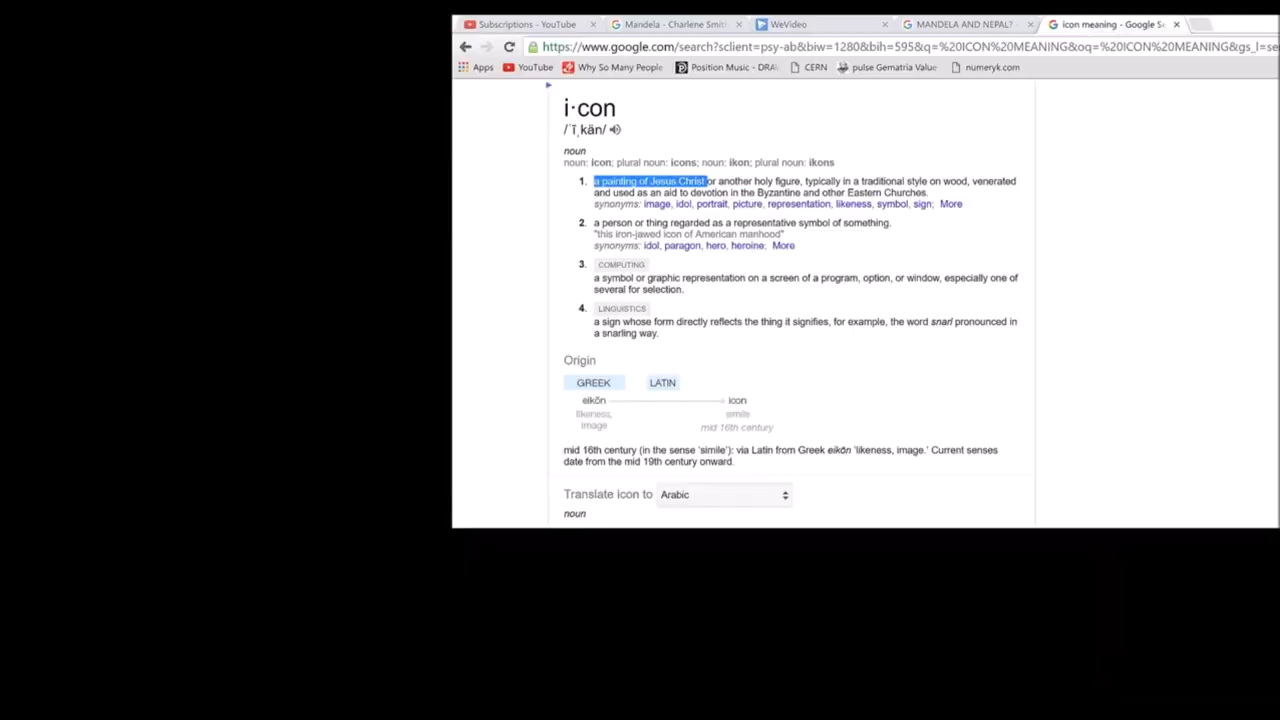 Subscriptions - YouTube × Mandela - Charlene Smit × WeVideo × MANDELA AND NEPAL? - × icon meaning - Google Se ×
https://www.google.com/search?sclient=psy-ab&biw=1280&bih=595&q=%20ICON%20MEANING&oq=%20ICON%20MEANING&gs_l=se
Apps YouTube Why So Many People Position Music - DRA CERN pulse Gematria Value numeryk.com
i·con
/ˈīˌkän/
noun
noun: icon; plural noun: icons; noun: ikon; plural noun: ikons
1. a painting of Jesus Christ or another holy figure, typically in a traditional style on wood, venerated
and used as an aid to devotion in the Byzantine and other Eastern Churches.
synonyms: image, idol, portrait, picture, representation, likeness, symbol, sign; More
2. a person or thing regarded as a representative symbol of something.
"this iron-jawed icon of American manhood"
synonyms: idol, paragon, hero, heroine; More
3. COMPUTING
a symbol or graphic representation on a screen of a program, option, or window, especially one of
several for selection.
4. LINGUISTICS
a sign whose form directly reflects the thing it signifies, for example, the word snarl pronounced in
a snarling way.
Origin
GREEK LATIN
eikōn icon
likeness, simile
image mid 16th century
mid 16th century (in the sense ‘simile’): via Latin from Greek eikōn ‘likeness, image.’ Current senses
date from the mid 19th century onward.
Translate icon to Arabic
noun